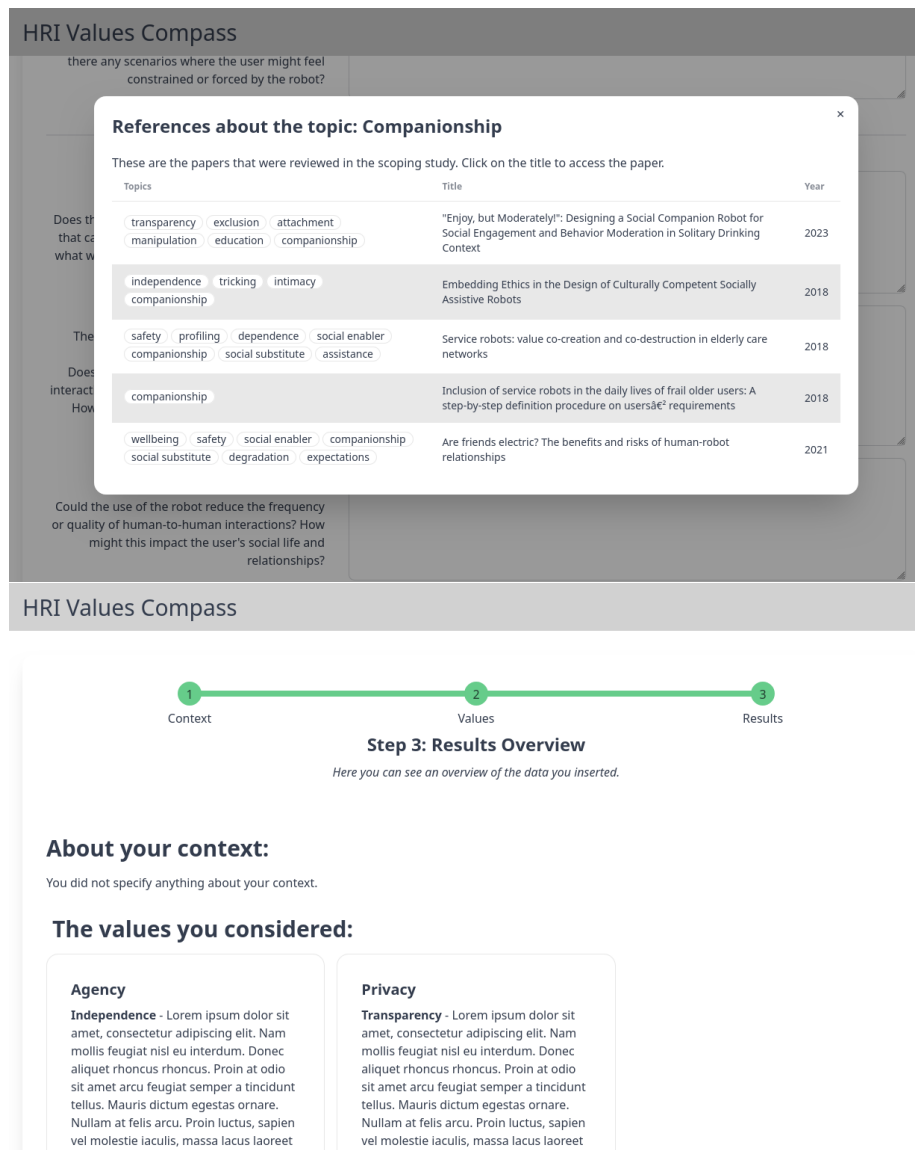 HRI Values Compass
there any scenarios where the user might feel
constrained or forced by the robot?
×
References about the topic: Companionship
These are the papers that were reviewed in the scoping study. Click on the title to access the paper.
Topics Title Year
transparency exclusion attachment
manipulation education companionship
"Enjoy, but Moderately!": Designing a Social Companion Robot for
Social Engagement and Behavior Moderation in Solitary Drinking
Context
2023
independence tricking intimacy
companionship
Embedding Ethics in the Design of Culturally Competent Socially
Assistive Robots
2018
safety profiling dependence social enabler
companionship social substitute assistance
Service robots: value co-creation and co-destruction in elderly care
networks
2018
companionship
Inclusion of service robots in the daily lives of frail older users: A
step-by-step definition procedure on usersâ€² requirements
2018
wellbeing safety social enabler companionship
social substitute degradation expectations
Are friends electric? The benefits and risks of human-robot
relationships
2021
Does th
that ca
what w
The
Does
interact
How
Could the use of the robot reduce the frequency
or quality of human-to-human interactions? How
might this impact the user's social life and
relationships?
HRI Values Compass
1 2 3
Context Values Results
Step 3: Results Overview
Here you can see an overview of the data you inserted.
About your context:
You did not specify anything about your context.
The values you considered:
Agency
Independence - Lorem ipsum dolor sit
amet, consectetur adipiscing elit. Nam
mollis feugiat nisl eu interdum. Donec
aliquet rhoncus rhoncus. Proin at odio
sit amet arcu feugiat semper a tincidunt
tellus. Mauris dictum egestas ornare.
Nullam at felis arcu. Proin luctus, sapien
vel molestie iaculis, massa lacus laoreet
Privacy
Transparency - Lorem ipsum dolor sit
amet, consectetur adipiscing elit. Nam
mollis feugiat nisl eu interdum. Donec
aliquet rhoncus rhoncus. Proin at odio
sit amet arcu feugiat semper a tincidunt
tellus. Mauris dictum egestas ornare.
Nullam at felis arcu. Proin luctus, sapien
vel molestie iaculis, massa lacus laoreet